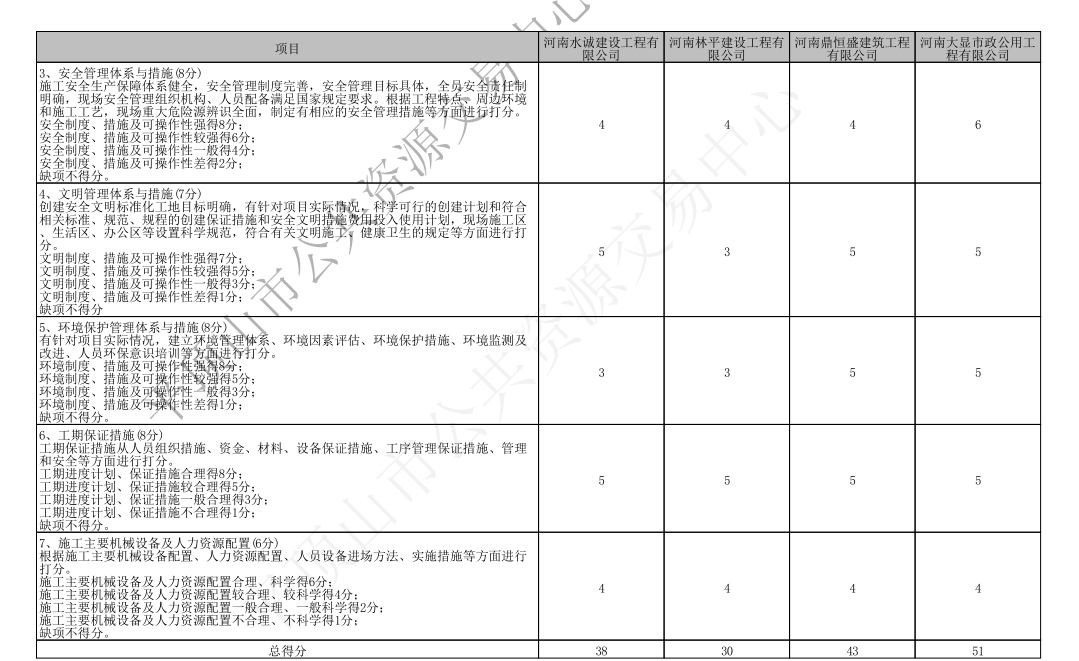 项目
河南水诚建设工程有限公司
河南林平建设工程有限公司
河南鼎恒盛建筑工程有限公司
河南大显市政公用工程有限公司
3、安全管理体系与措施(8分)
施工安全生产保障体系健全，安全管理制度完善，安全管理目标具体，全员安全责任制
明确，现场安全管理组织机构、人员配备满足国家规定要求。根据工程特点、周边环境
和施工工艺，现场重大危险源辨识全面，制定有相应的安全管理措施等方面进行打分。
安全制度、措施及可操作性强得8分；
安全制度、措施及可操作性较强得6分；
安全制度、措施及可操作性一般得4分；
安全制度、措施及可操作性差得2分；
缺项不得分。
4 4 4 6
4、文明管理体系与措施(7分)
创建安全文明标准化工地目标明确，有针对项目实际情况，科学可行的创建计划和符合
相关标准、规范、规程的创建保证措施和安全文明措施费用投入使用计划，现场施工区
、生活区、办公区等设置科学规范，符合有关文明施工、健康卫生的规定等方面进行打
分。
文明制度、措施及可操作性强得7分；
文明制度、措施及可操作性较强得5分；
文明制度、措施及可操作性一般得3分；
文明制度、措施及可操作性差得1分；
缺项不得分
5 3 5 5
5、环境保护管理体系与措施(8分)
有针对项目实际情况，建立环境管理体系、环境因素评估、环境保护措施、环境监测及
改进、人员环保意识培训等方面进行打分。
环境制度、措施及可操作性强得8分；
环境制度、措施及可操作性较强得5分；
环境制度、措施及可操作性一般得3分；
环境制度、措施及可操作性差得1分；
缺项不得分。
3 3 5 5
6、工期保证措施(8分)
工期保证措施从人员组织措施、资金、材料、设备保证措施、工序管理保证措施、管理
和安全等方面进行打分。
工期进度计划、保证措施合理得8分；
工期进度计划、保证措施较合理得5分；
工期进度计划、保证措施一般合理得3分；
工期进度计划、保证措施不合理得1分；
缺项不得分。
5 5 5 5
7、施工主要机械设备及人力资源配置(6分)
根据施工主要机械设备配置、人力资源配置、人员设备进场方法、实施措施等方面进行
打分。
施工主要机械设备及人力资源配置合理、科学得6分；
施工主要机械设备及人力资源配置较合理、较科学得4分；
施工主要机械设备及人力资源配置一般合理、一般科学得2分；
施工主要机械设备及人力资源配置不合理、不科学得1分；
缺项不得分。
4 4 4 4
总得分 38 30 43 51
平顶山市公共资源交易中心
顶山市公共资源交易中心